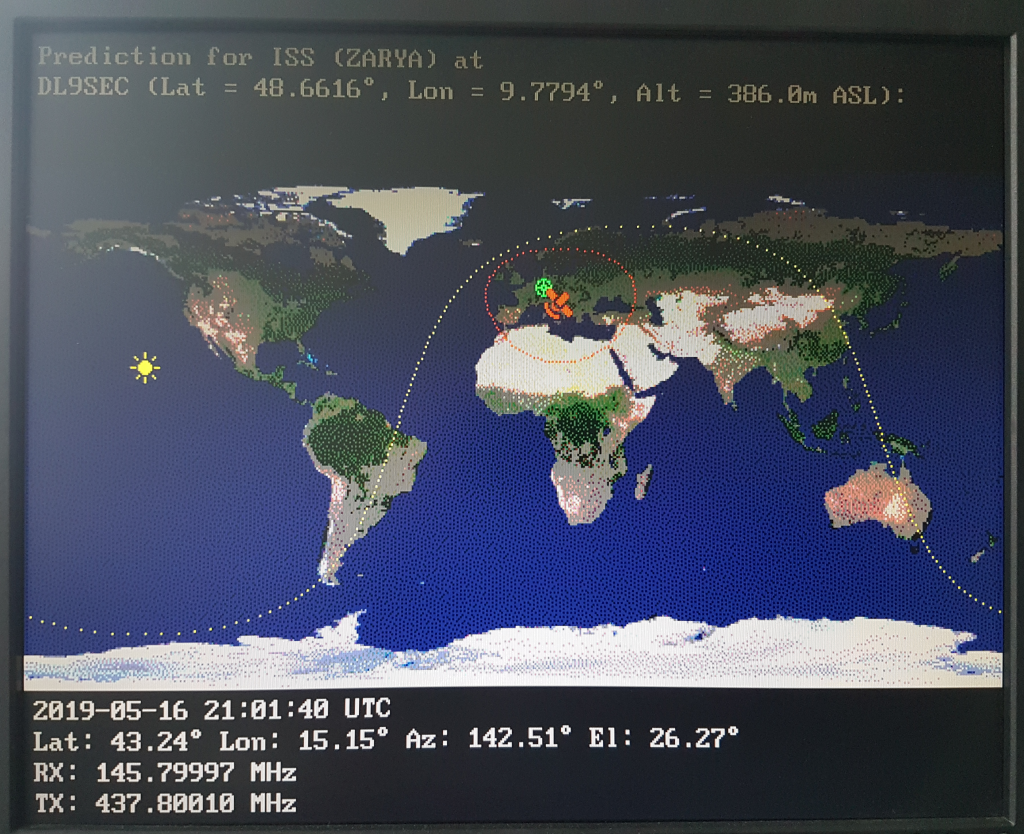 Prediction for ISS (ZARYA) at
DL9SEC (Lat = 48.6616°, Lon = 9.7794°, Alt = 386.0m ASL):
2019-05-16 21:01:40 UTC
Lat: 43.24° Lon: 15.15° Az: 142.51° El: 26.27°
RX: 145.79997 MHz
TX: 437.80010 MHz